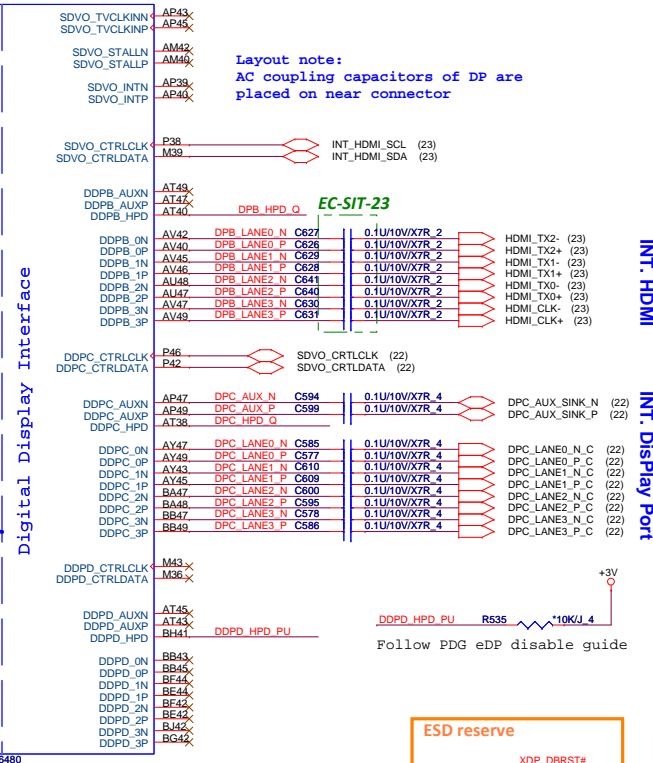 SDVO_TVCLKINN AP43
SDVO_TVCLKINP AP45
SDVO_STALLN AM42
SDVO_STALLP AM40
SDVO_INTN AP39
SDVO_INTP AP40
Layout note:
AC coupling capacitors of DP are
placed on near connector
SDVO_CTRLCLK P38 INT_HDMI_SCL (23)
SDVO_CTRLDATA M39 INT_HDMI_SDA (23)
DDPB_AUXN AT49
DDPB_AUXP AT47
DDPB_HPD AT40 DPB_HPD_Q
EC-SIT-23
DDPB_0N AV42 DPB_LANE0_N C627 0.1U/10V/X7R_2 HDMI_TX2- (23)
DDPB_0P AV40 DPB_LANE0_P C626 0.1U/10V/X7R_2 HDMI_TX2+ (23)
DDPB_1N AV45 DPB_LANE1_N C629 0.1U/10V/X7R_2 HDMI_TX1- (23)
DDPB_1P AV46 DPB_LANE1_P C628 0.1U/10V/X7R_2 HDMI_TX1+ (23)
DDPB_2N AU48 DPB_LANE2_N C641 0.1U/10V/X7R_2 HDMI_TX0- (23)
DDPB_2P AU47 DPB_LANE2_P C640 0.1U/10V/X7R_2 HDMI_TX0+ (23)
DDPB_3N AV47 DPB_LANE3_N C630 0.1U/10V/X7R_2 HDMI_CLK- (23)
DDPB_3P AV49 DPB_LANE3_P C631 0.1U/10V/X7R_2 HDMI_CLK+ (23)
INT. HDMI
Digital Display Interface
DDPC_CTRLCLK P46 SDVO_CRTLCLK (22)
DDPC_CTRLDATA P42 SDVO_CRTLDATA (22)
DDPC_AUXN AP47 DPC_AUX_N C594 0.1U/10V/X7R_4 DPC_AUX_SINK_N (22)
DDPC_AUXP AP49 DPC_AUX_P C599 0.1U/10V/X7R_4 DPC_AUX_SINK_P (22)
DDPC_HPD AT38 DPC_HPD_Q
DDPC_0N AY47 DPC_LANE0_N C585 0.1U/10V/X7R_4 DPC_LANE0_N_C (22)
DDPC_0P AY49 DPC_LANE0_P C577 0.1U/10V/X7R_4 DPC_LANE0_P_C (22)
DDPC_1N AY43 DPC_LANE1_N C610 0.1U/10V/X7R_4 DPC_LANE1_N_C (22)
DDPC_1P AY45 DPC_LANE1_P C609 0.1U/10V/X7R_4 DPC_LANE1_P_C (22)
DDPC_2N BA47 DPC_LANE2_N C600 0.1U/10V/X7R_4 DPC_LANE2_N_C (22)
DDPC_2P BA48 DPC_LANE2_P C595 0.1U/10V/X7R_4 DPC_LANE2_P_C (22)
DDPC_3N BB47 DPC_LANE3_N C578 0.1U/10V/X7R_4 DPC_LANE3_N_C (22)
DDPC_3P BB49 DPC_LANE3_P C586 0.1U/10V/X7R_4 DPC_LANE3_P_C (22)
INT. DisPlay Port
DDPD_CTRLCLK M43
DDPD_CTRLDATA M36
+3V
DDPD_AUXN AT45
DDPD_AUXP AT43
DDPD_HPD BH41 DDPD_HPD_PU
DDPD_HPD_PU R535 *10K/J_4
Follow PDG eDP disable guide
DDPD_0N BB43
DDPD_0P BB45
DDPD_1N BF44
DDPD_1P BE44
DDPD_2N BF42
DDPD_2P BE42
DDPD_3N BJ42
DDPD_3P BG42
ESD reserve
XDP_DBRST#
6480